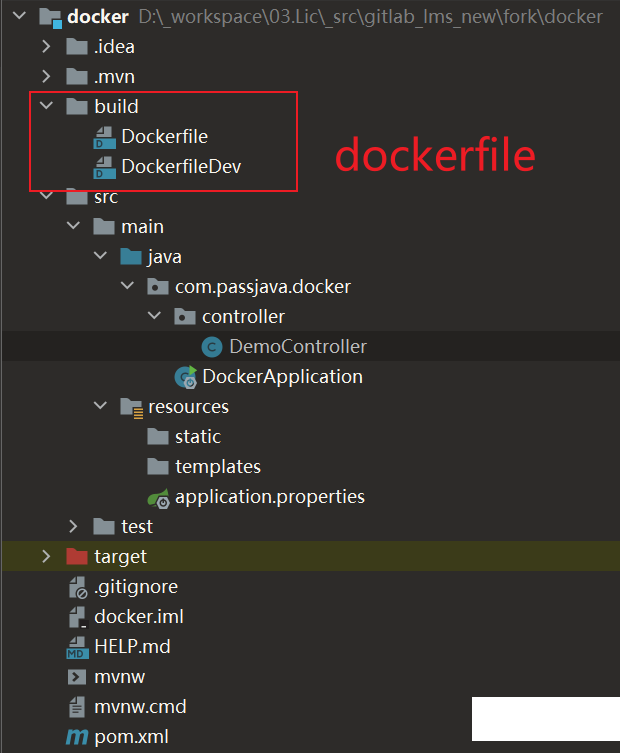 docker D:\_workspace\03.Lic\_src\gitlab_lms_new\fork\docker
.idea
.mvn
build
Dockerfile
DockerfileDev
dockerfile
src
main
java
com.passjava.docker
controller
DemoController
DockerApplication
resources
static
templates
application.properties
test
target
.gitignore
docker.iml
HELP.md
mvnw
mvnw.cmd
pom.xml